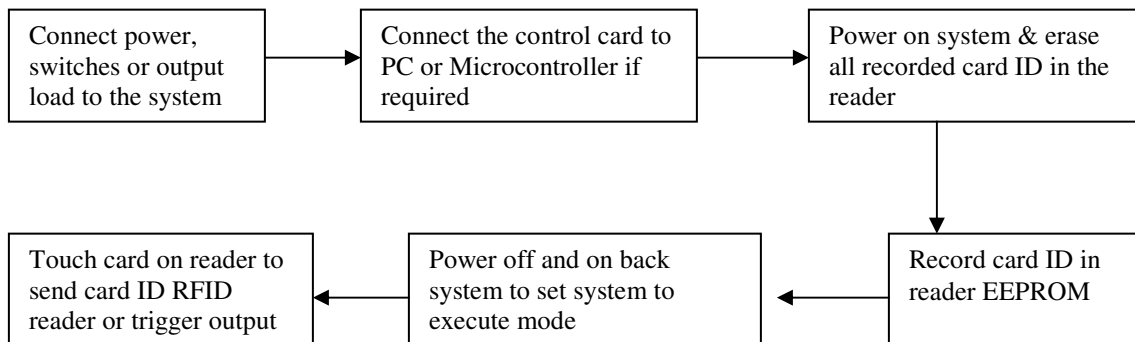 Connect power,
switches or output
load to the system
Connect the control card to
PC or Microcontroller if
required
Power on system & erase
all recorded card ID in the
reader
Record card ID in
reader EEPROM
Power off and on back
system to set system to
execute mode
Touch card on reader to
send card ID RFID
reader or trigger output